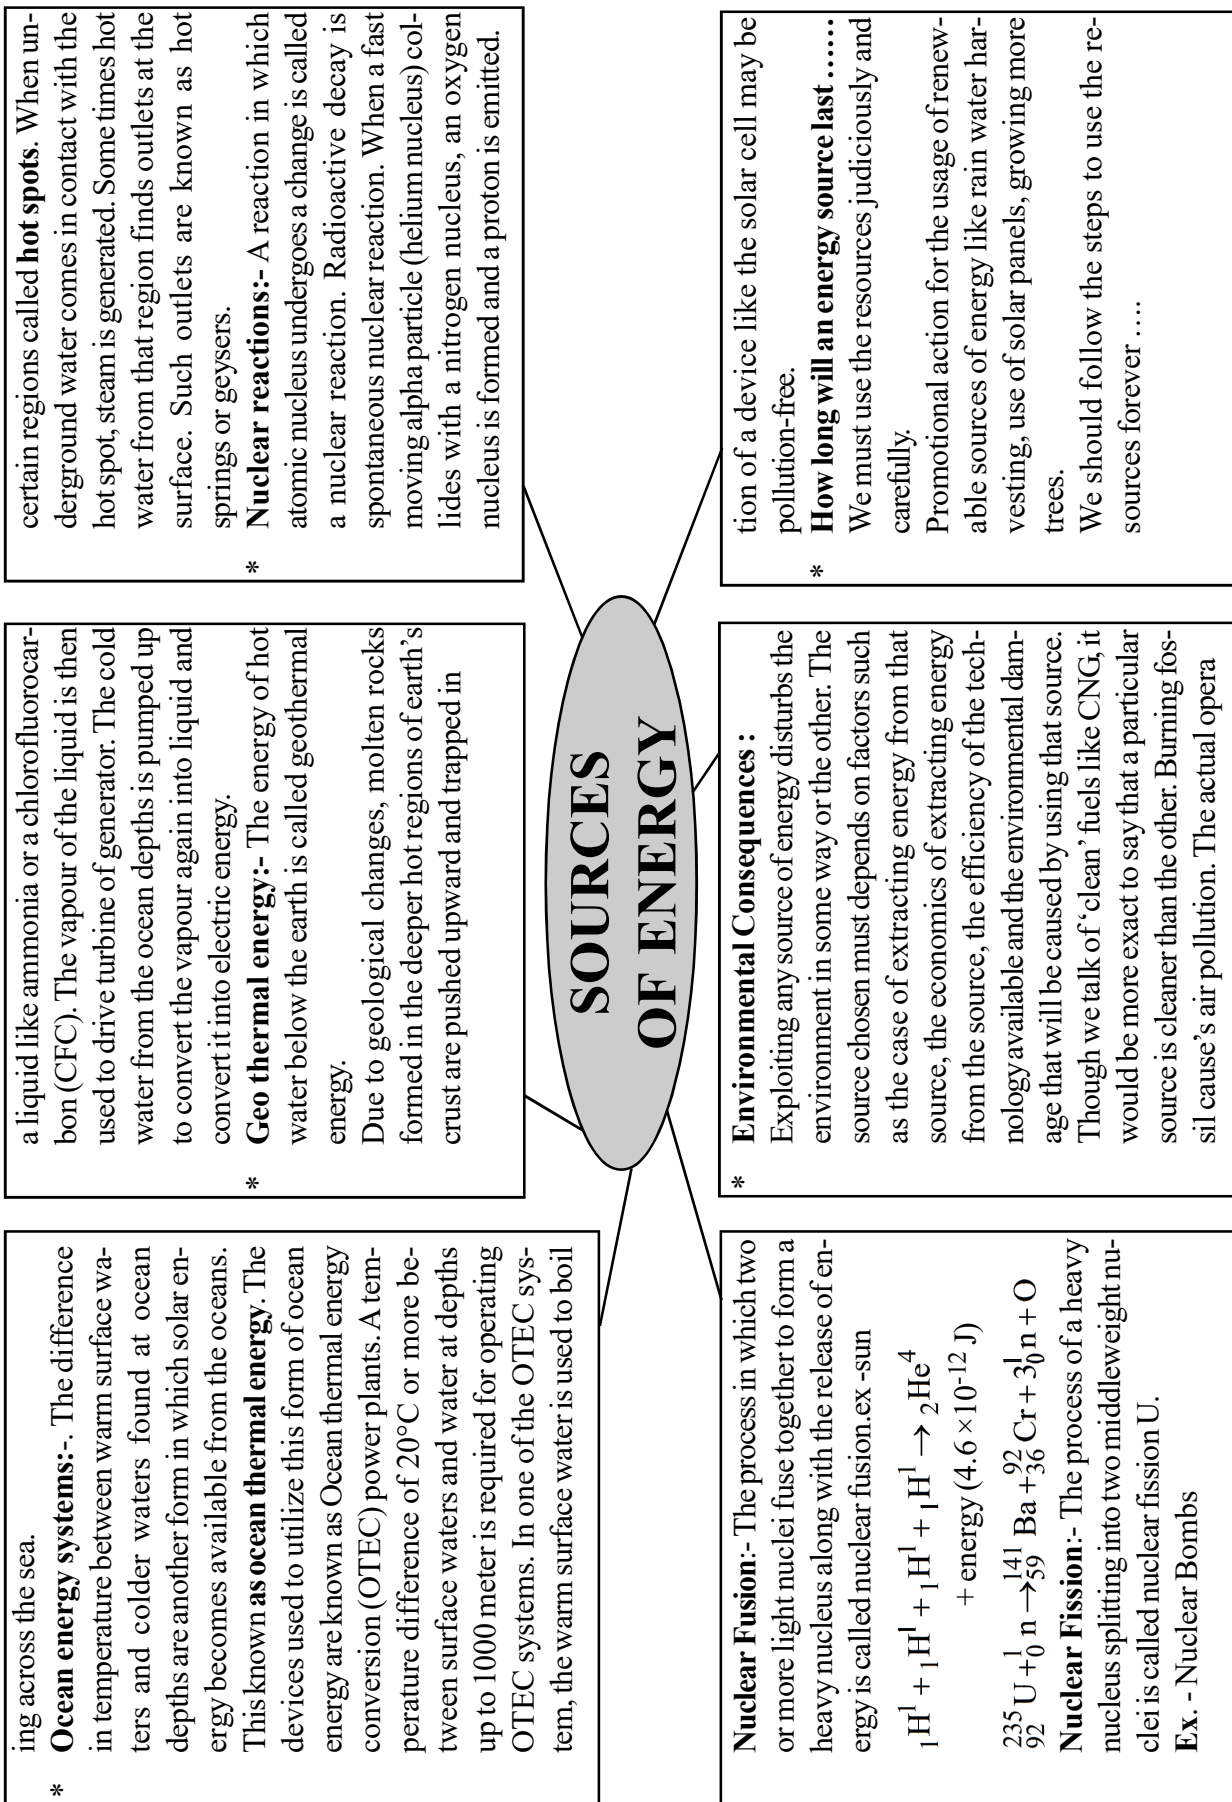 ing across the sea.
* Ocean energy systems:-. The difference
in temperature between warm surface wa-
ters and colder waters found at ocean
depths are another form in which solar en-
ergy becomes available from the oceans.
This known as ocean thermal energy. The
devices used to utilize this form of ocean
energy are known as Ocean thermal energy
conversion (OTEC) power plants. A tem-
perature difference of 20°C or more be-
tween surface waters and water at depths
up to 1000 meter is required for operating
OTEC systems. In one of the OTEC sys-
tem, the warm surface water is used to boil
a liquid like ammonia or a chlorofluorocar-
bon (CFC). The vapour of the liquid is then
used to drive turbine of generator. The cold
water from the ocean depths is pumped up
to convert the vapour again into liquid and
convert it into electric energy.
* Geo thermal energy:- The energy of hot
water below the earth is called geothermal
energy.
Due to geological changes, molten rocks
formed in the deeper hot regions of earth's
crust are pushed upward and trapped in
certain regions called hot spots. When un-
derground water comes in contact with the
hot spot, steam is generated. Some times hot
water from that region finds outlets at the
surface. Such outlets are known as hot
springs or geysers.
* Nuclear reactions:- A reaction in which
atomic nucleus undergoes a change is called
a nuclear reaction. Radioactive decay is
spontaneous nuclear reaction. When a fast
moving alpha particle (helium nucleus) col-
lides with a nitrogen nucleus, an oxygen
nucleus is formed and a proton is emitted.
SOURCES
OF ENERGY
Nuclear Fusion:- The process in which two
or more light nuclei fuse together to form a
heavy nucleus along with the release of en-
ergy is called nuclear fusion.ex -sun
₁H¹ + ₁H¹ + ₁H¹ + ₁H¹ → ₂He⁴
+ energy (4.6 ×10⁻¹² J)
²³⁵₉₂ U + ¹₀ n → ¹⁴¹₅₉ Ba + ⁹²₃₆ Cr + 3¹₀ n + O
Nuclear Fission:- The process of a heavy
nucleus splitting into two middleweight nu-
clei is called nuclear fission U.
Ex. - Nuclear Bombs
* Environmental Consequences :
Exploiting any source of energy disturbs the
environment in some way or the other. The
source chosen must depends on factors such
as the case of extracting energy from that
source, the economics of extracting energy
from the source, the efficiency of the tech-
nology available and the environmental dam-
age that will be caused by using that source.
Though we talk of 'clean' fuels like CNG, it
would be more exact to say that a particular
source is cleaner than the other. Burning fos-
sil cause's air pollution. The actual opera
tion of a device like the solar cell may be
pollution-free.
* How long will an energy source last ......
We must use the resources judiciously and
carefully.
Promotional action for the usage of renew-
able sources of energy like rain water har-
vesting, use of solar panels, growing more
trees.
We should follow the steps to use the re-
sources forever ....